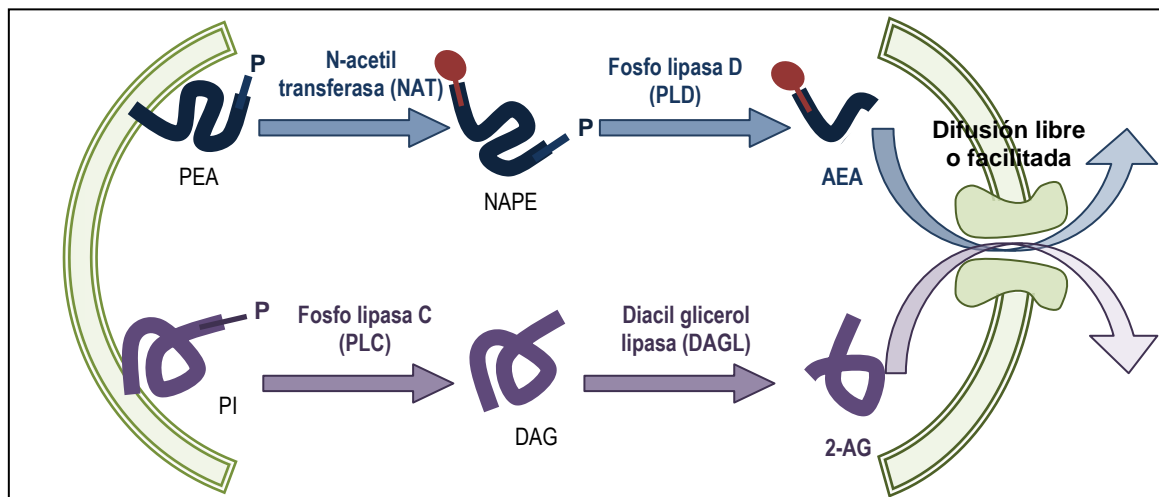 P
N-acetil
transferasa (NAT)
Fosfo lipasa D
(PLD)
P
Difusión libre
o facilitada
PEA
NAPE
AEA
P
Fosfo lipasa C
(PLC)
Diacil glicerol
lipasa (DAGL)
PI
DAG
2-AG